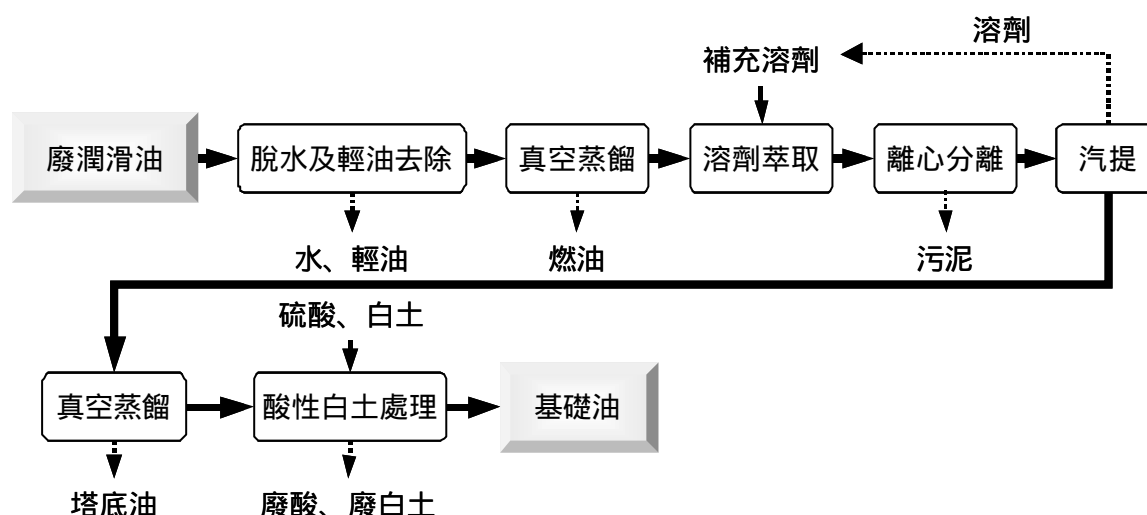 溶劑
補充溶劑
廢潤滑油
脫水及輕油去除
真空蒸餾
溶劑萃取
離心分離
汽提
水、輕油
燃油
污泥
硫酸、白土
真空蒸餾
酸性白土處理
基礎油
塔底油
廢酸、廢白土